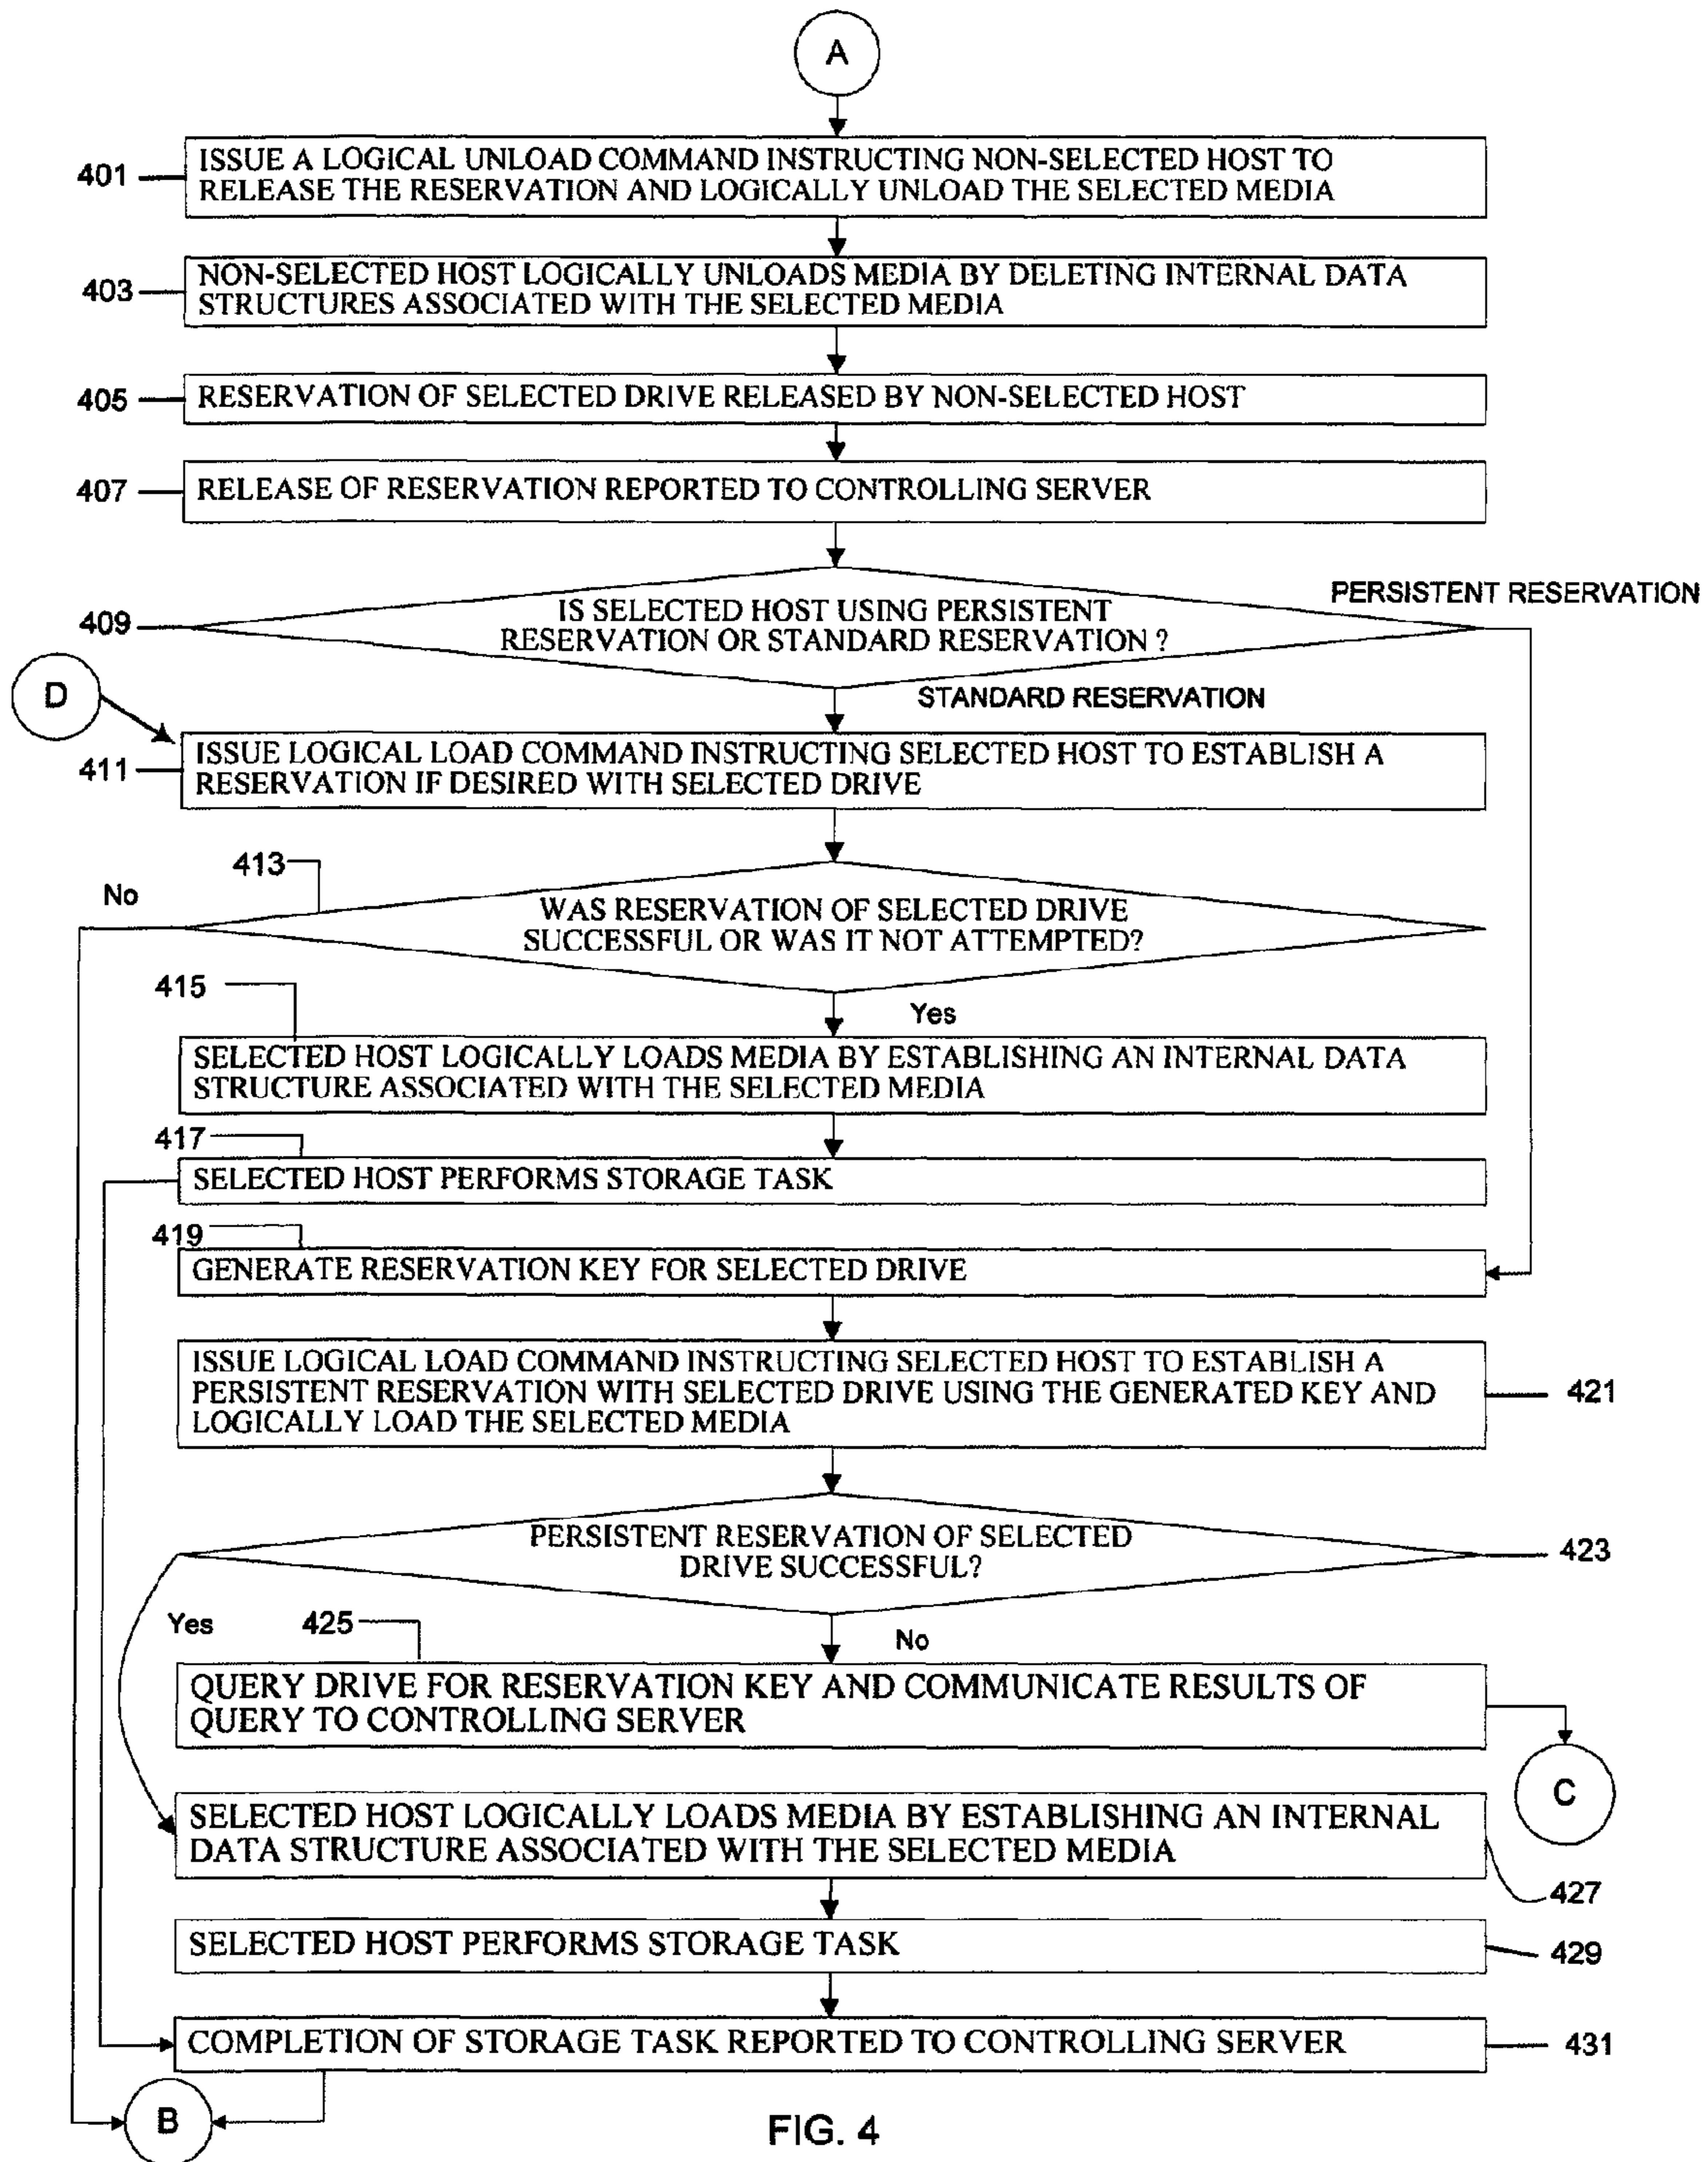 A
401
ISSUE A LOGICAL UNLOAD COMMAND INSTRUCTING NON-SELECTED HOST TO
RELEASE THE RESERVATION AND LOGICALLY UNLOAD THE SELECTED MEDIA
403
NON-SELECTED HOST LOGICALLY UNLOADS MEDIA BY DELETING INTERNAL DATA
STRUCTURES ASSOCIATED WITH THE SELECTED MEDIA
405
RESERVATION OF SELECTED DRIVE RELEASED BY NON-SELECTED HOST
407
RELEASE OF RESERVATION REPORTED TO CONTROLLING SERVER
409
IS SELECTED HOST USING PERSISTENT
RESERVATION OR STANDARD RESERVATION ?
PERSISTENT RESERVATION
STANDARD RESERVATION
D
411
ISSUE LOGICAL LOAD COMMAND INSTRUCTING SELECTED HOST TO ESTABLISH A
RESERVATION IF DESIRED WITH SELECTED DRIVE
413
No
WAS RESERVATION OF SELECTED DRIVE
SUCCESSFUL OR WAS IT NOT ATTEMPTED?
Yes
415
SELECTED HOST LOGICALLY LOADS MEDIA BY ESTABLISHING AN INTERNAL DATA
STRUCTURE ASSOCIATED WITH THE SELECTED MEDIA
417
SELECTED HOST PERFORMS STORAGE TASK
419
GENERATE RESERVATION KEY FOR SELECTED DRIVE
ISSUE LOGICAL LOAD COMMAND INSTRUCTING SELECTED HOST TO ESTABLISH A
PERSISTENT RESERVATION WITH SELECTED DRIVE USING THE GENERATED KEY AND
LOGICALLY LOAD THE SELECTED MEDIA
421
PERSISTENT RESERVATION OF SELECTED
DRIVE SUCCESSFUL?
423
Yes
425
No
QUERY DRIVE FOR RESERVATION KEY AND COMMUNICATE RESULTS OF
QUERY TO CONTROLLING SERVER
C
SELECTED HOST LOGICALLY LOADS MEDIA BY ESTABLISHING AN INTERNAL
DATA STRUCTURE ASSOCIATED WITH THE SELECTED MEDIA
427
SELECTED HOST PERFORMS STORAGE TASK
429
COMPLETION OF STORAGE TASK REPORTED TO CONTROLLING SERVER
431
B
FIG. 4